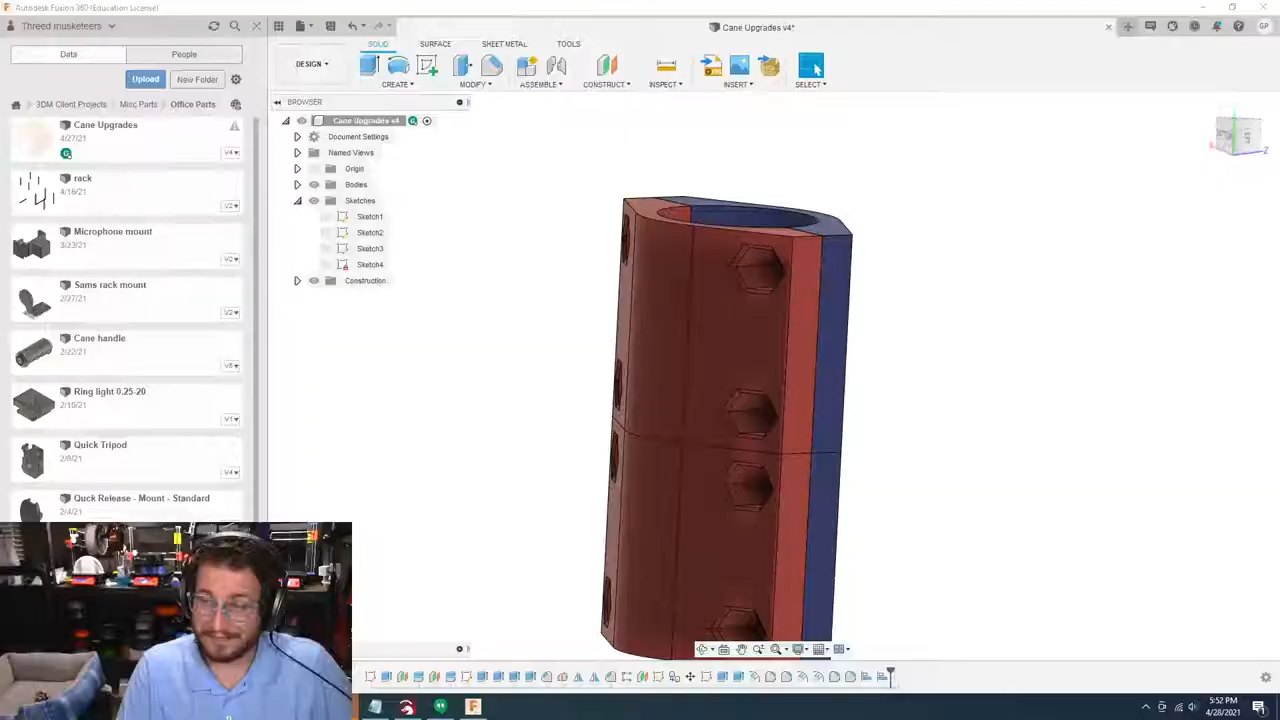 Autodesk Fusion 360 (Education License)
Threed musketeers
Cane Upgrades v4*
GP
Data
People
SOLID
SURFACE
SHEET METAL
TOOLS
DESIGN
Upload
New Folder
CREATE
MODIFY
ASSEMBLE
CONSTRUCT
INSPECT
INSERT
SELECT
3DM Client Projects
Misc Parts
Office Parts
BROWSER
Cane Upgrades
4/27/21
V4
Cane Upgrades v4
Document Settings
Named Views
Origin
Bodies
Sketches
Sketch1
Sketch2
Sketch3
Sketch4
Construction
rack
4/16/21
V2
Microphone mount
3/23/21
V2
Sams rack mount
2/27/21
V2
Cane handle
2/22/21
Ring light 0.25-20
2/10/21
V1
Quick Tripod
2/8/21
V4
Quck Release - Mount - Standard
2/4/21
Z
5:52 PM
4/28/2021